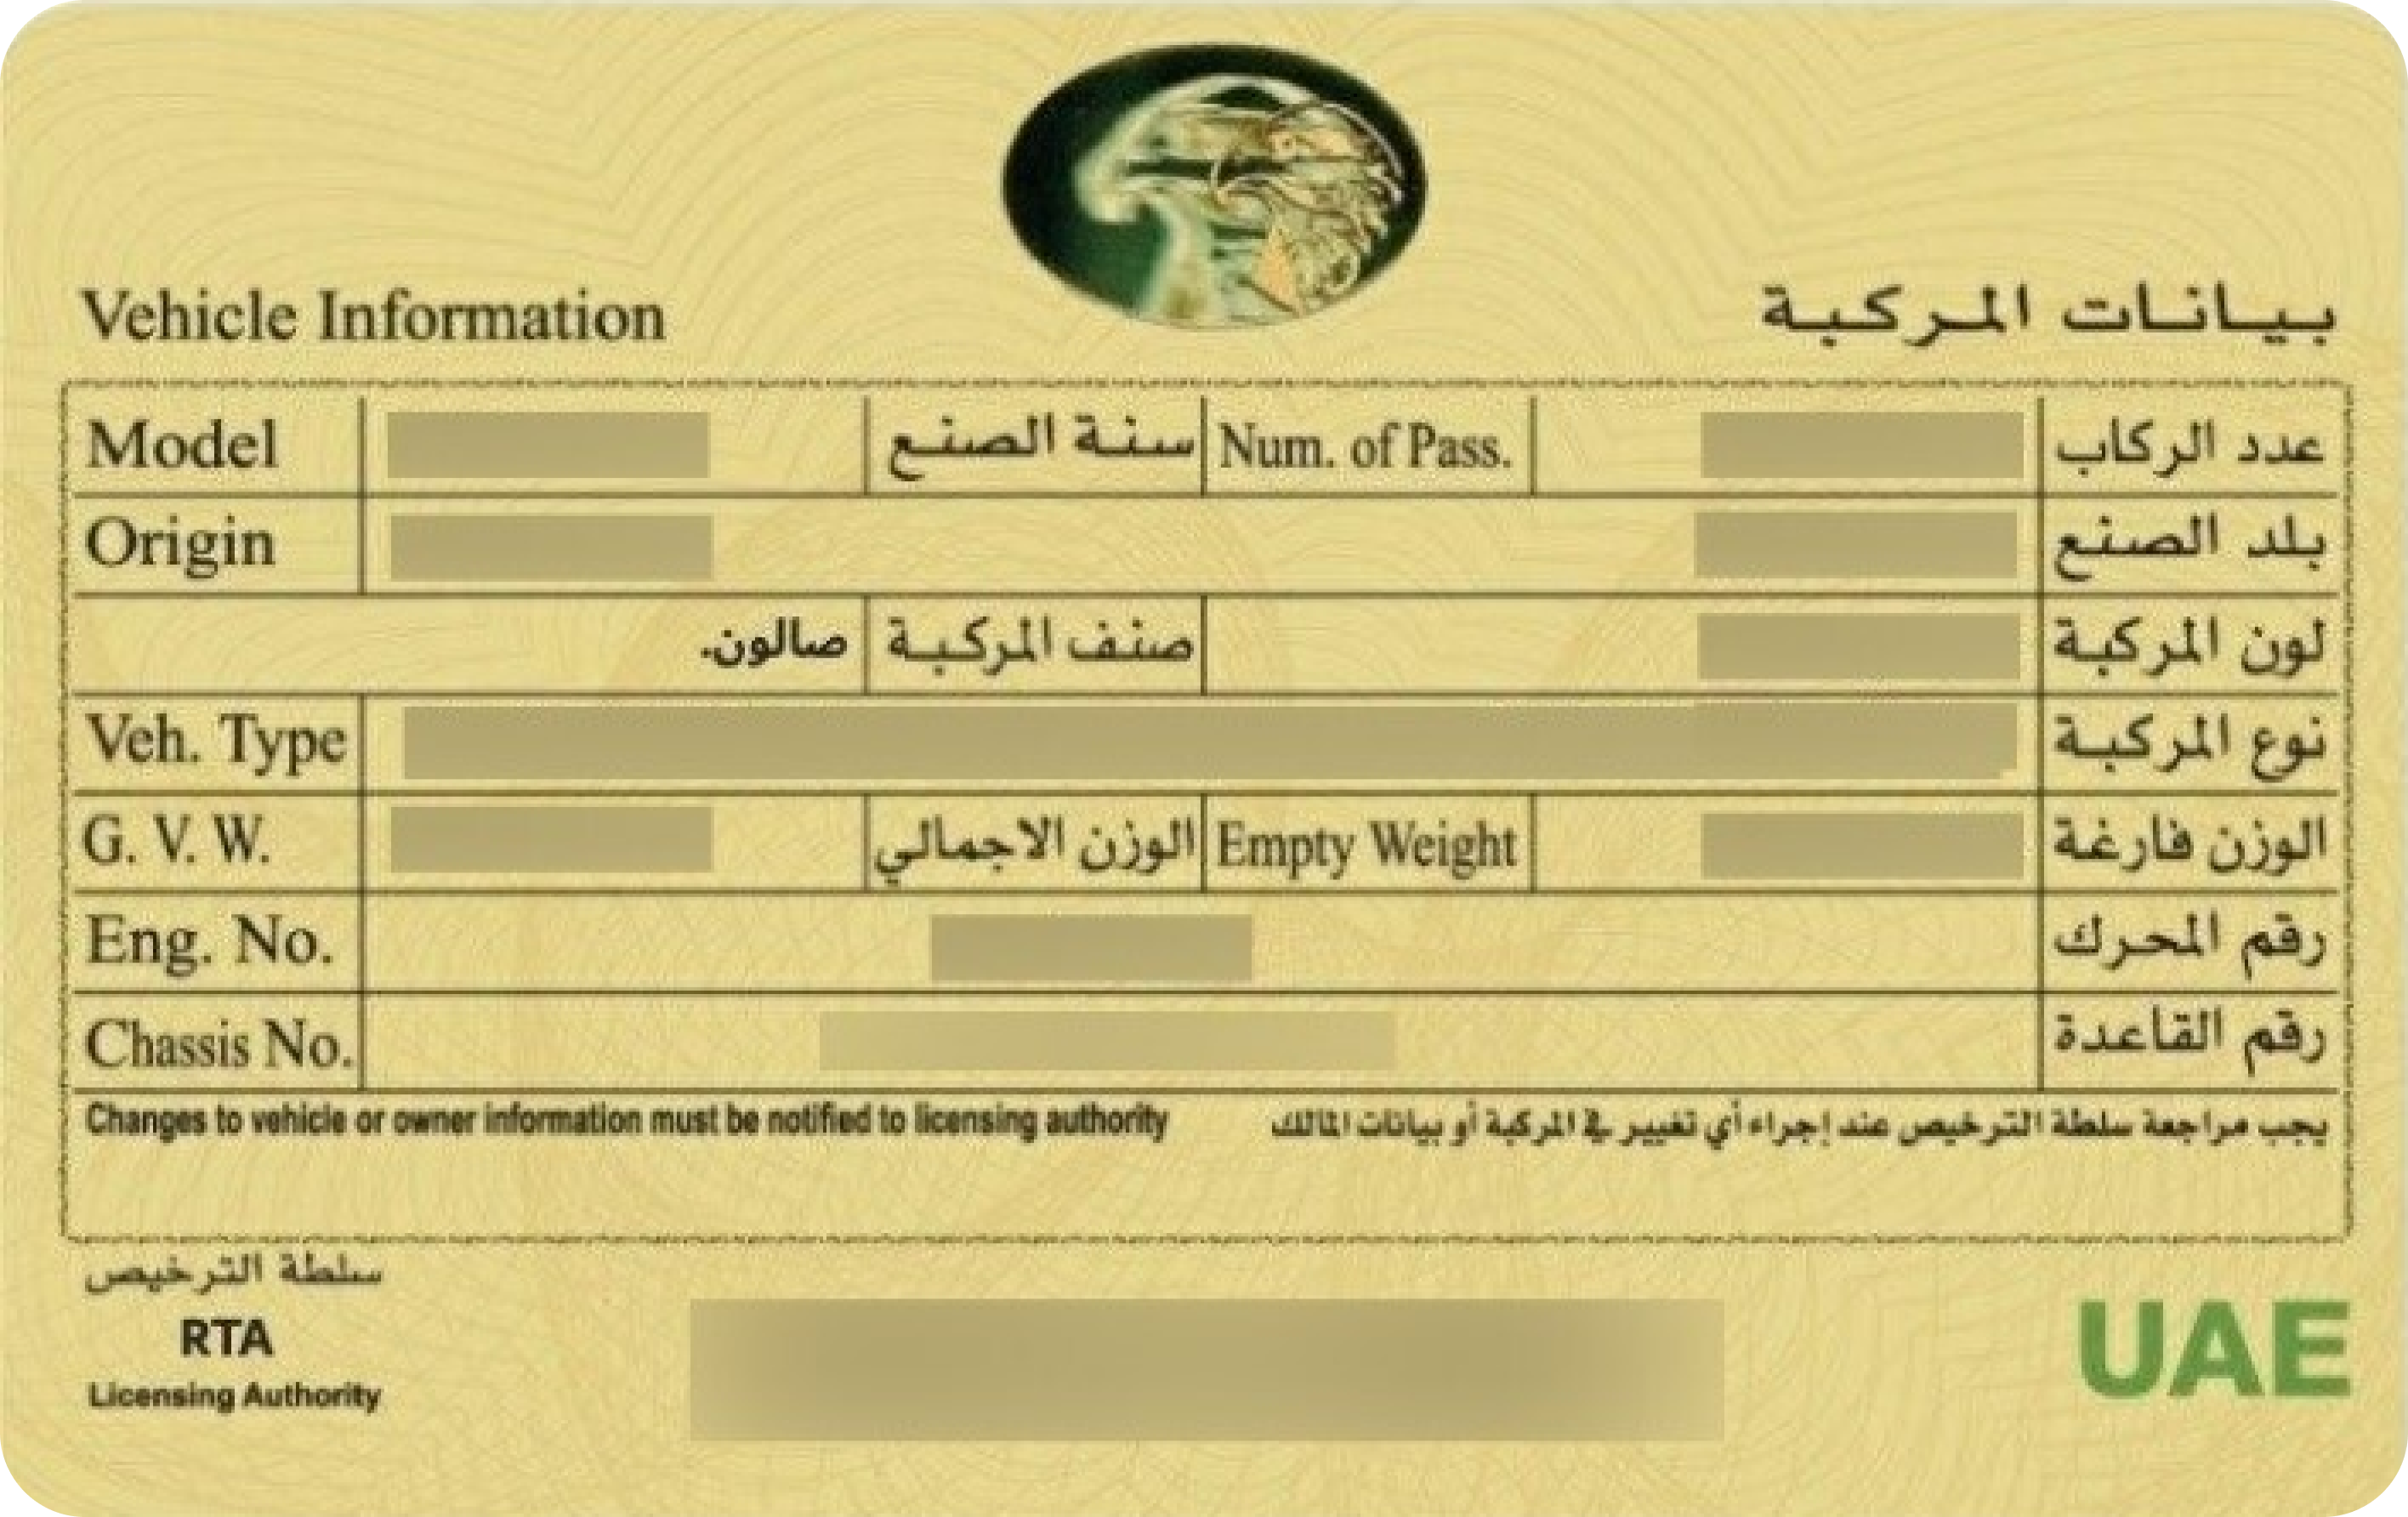 Vehicle Information بيانات المركبة
Model سنة الصنع Num. of Pass. عدد الركاب
Origin بلد الصنع
صالون. صنف المركبة لون المركبة
Veh. Type نوع المركبة
G. V. W. الوزن الاجمالي Empty Weight الوزن فارغة
Eng. No. رقم المحرك
Chassis No. رقم القاعدة
Changes to vehicle or owner information must be notified to licensing authority يجب مراجعة سلطة الترخيص عند إجراء أي تغيير في المركبة أو بيانات المالك
سلطة الترخيص
RTA UAE
Licensing Authority